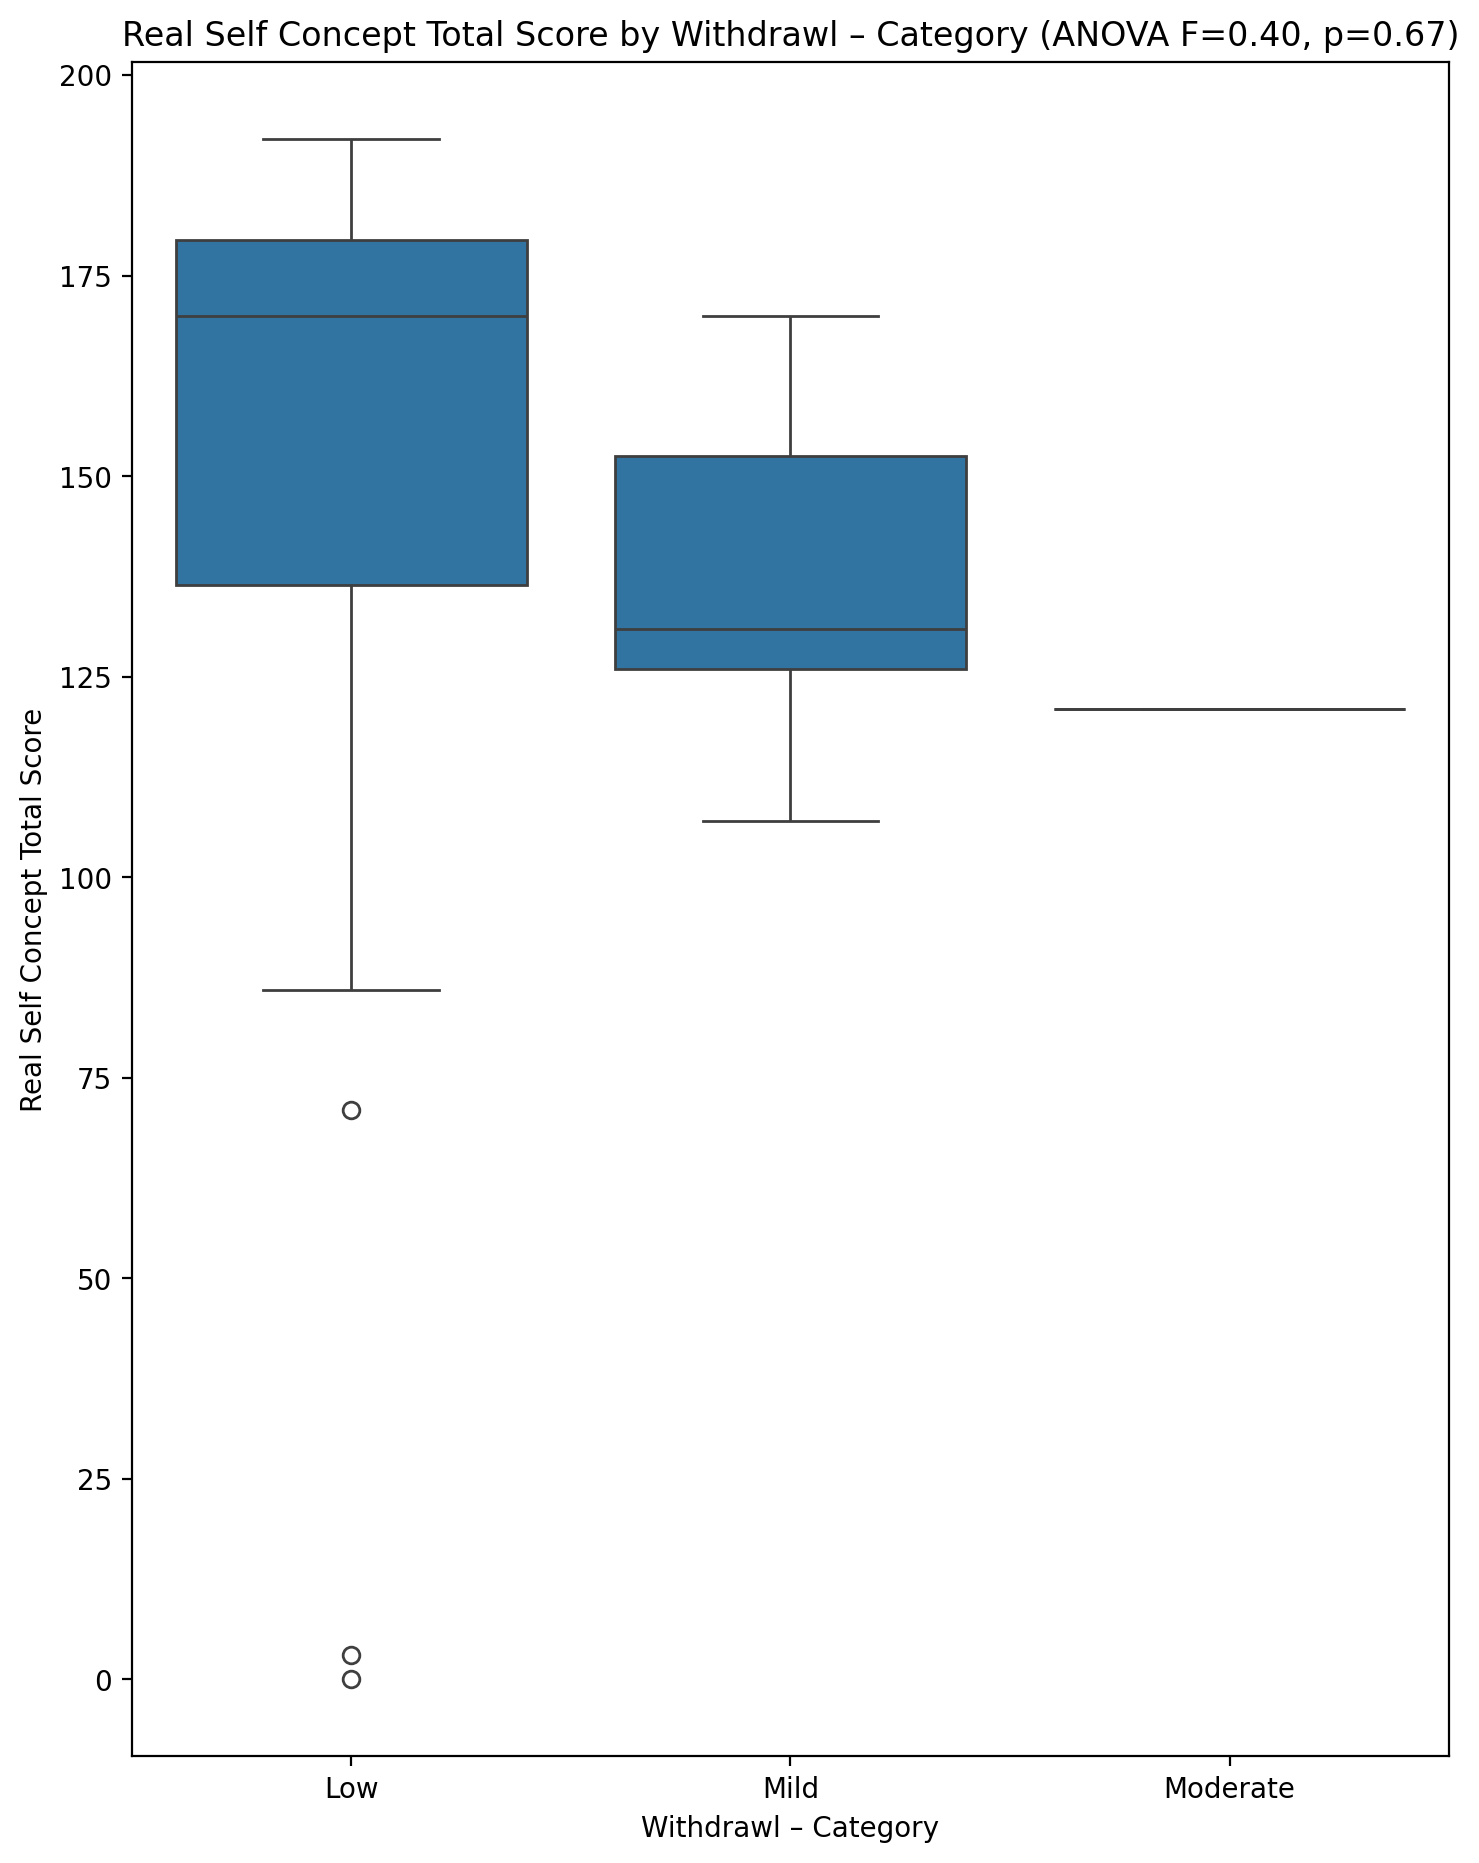 Real Self Concept Total Score by Withdrawl – Category (ANOVA F=0.40, p=0.67)
200
175
150
125
100
75
50
25
0
Real Self Concept Total Score
Low
Mild
Moderate
Withdrawl – Category